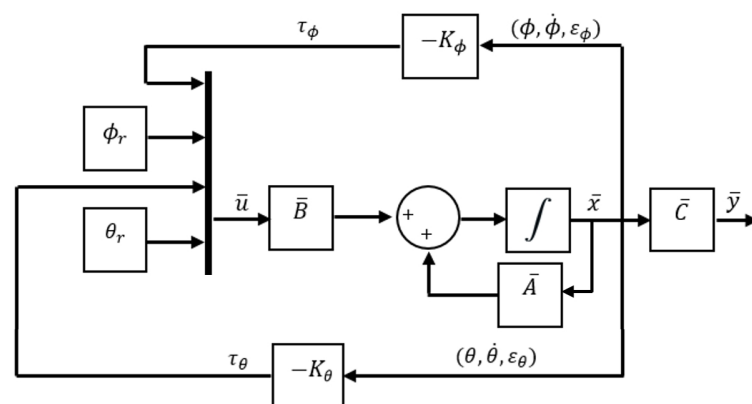 τ_ϕ
−K_ϕ
(ϕ, ϕ̇, ε_ϕ)
ϕ_r
ū
B̄
+
+
∫
x̄
C̄
ȳ
θ_r
Ā
τ_θ
−K_θ
(θ, θ̇, ε_θ)